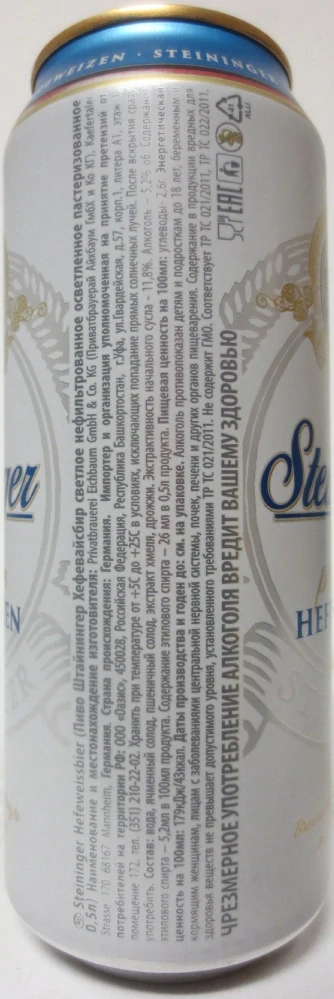 EWEIZEN · STEININGER
Steininger Hefeweissbier (Пиво Штайнингер Хефевайсбир светлое нефильтрованное осветленное пастеризованное
0,5л) Наименование и местонахождение изготовителя: Privatbrauerei Eichbaum GmbH & Co. KG (Приватбрауерай Айхбаум ГмбХ и Ко КГ), Kaefertaler
Strasse 170 68167 Mannheim, Германия. Страна происхождения: Германия. Импортер и организация уполномоченная на принятие претензий от
потребителей на территории РФ: ООО «Оазис», 450028, Российская Федерация, Республика Башкортостан, г.Уфа, ул.Гвардейская, д.57, корп.1, литера А1, этаж
помещение 172, тел. (351) 210-22-02. Хранить при температуре от +5С до +25С в условиях, исключающих попадание прямых солнечных лучей. После вскрытия сразу
употребить. Состав: вода, ячменный солод, пшеничный солод, экстракт хмеля, дрожжи. Экстрактивность начального сусла – 11,8%. Алкоголь – 5,2% об. Содержание
этилового спирта – 5,2мл в 100мл продукта. Содержание этилового спирта – 26 мл в 0,5л продукта. Пищевая ценность на 100мл: углеводы- 2,6г. Энергетическая
ценность на 100мл: 179кДж/43ккал. Даты производства и годен до: см. на упаковке. Алкоголь противопоказан детям и подросткам до 18 лет, беременным и
кормящим женщинам, лицам с заболеваниями центральной нервной системы, почек, печени и других органов пищеварения. Содержание в продукции вредных для
здоровья веществ не превышает допустимого уровня, установленного требованиями ТР ТС 021/2011. Не содержит ГМО. Соответствует ТР ТС 021/2011, ТР ТС 022/2011.
ЧРЕЗМЕРНОЕ УПОТРЕБЛЕНИЕ АЛКОГОЛЯ ВРЕДИТ ВАШЕМУ ЗДОРОВЬЮ
EAC
41
ALU
er
EN
Ste
HEF